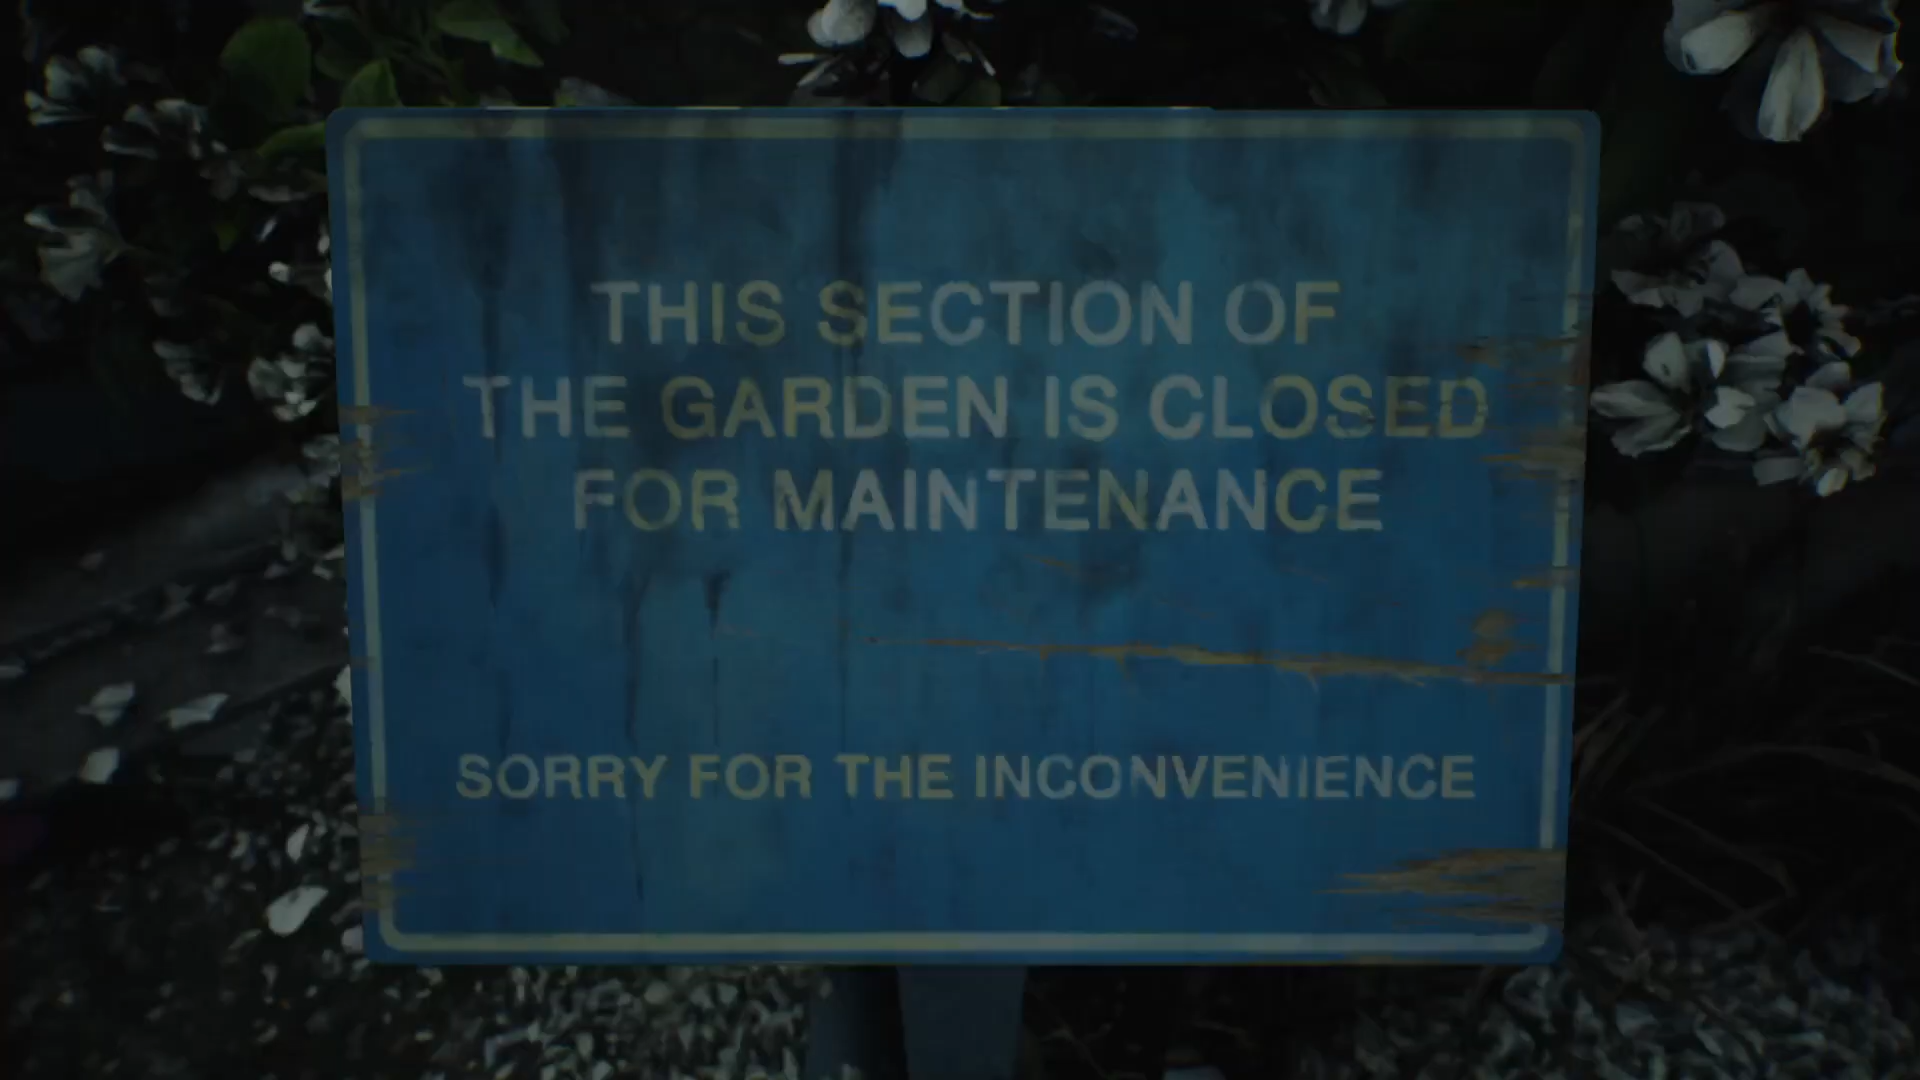 THIS SECTION OF
THE GARDEN IS CLOSED
FOR MAINTENANCE
SORRY FOR THE INCONVENIENCE